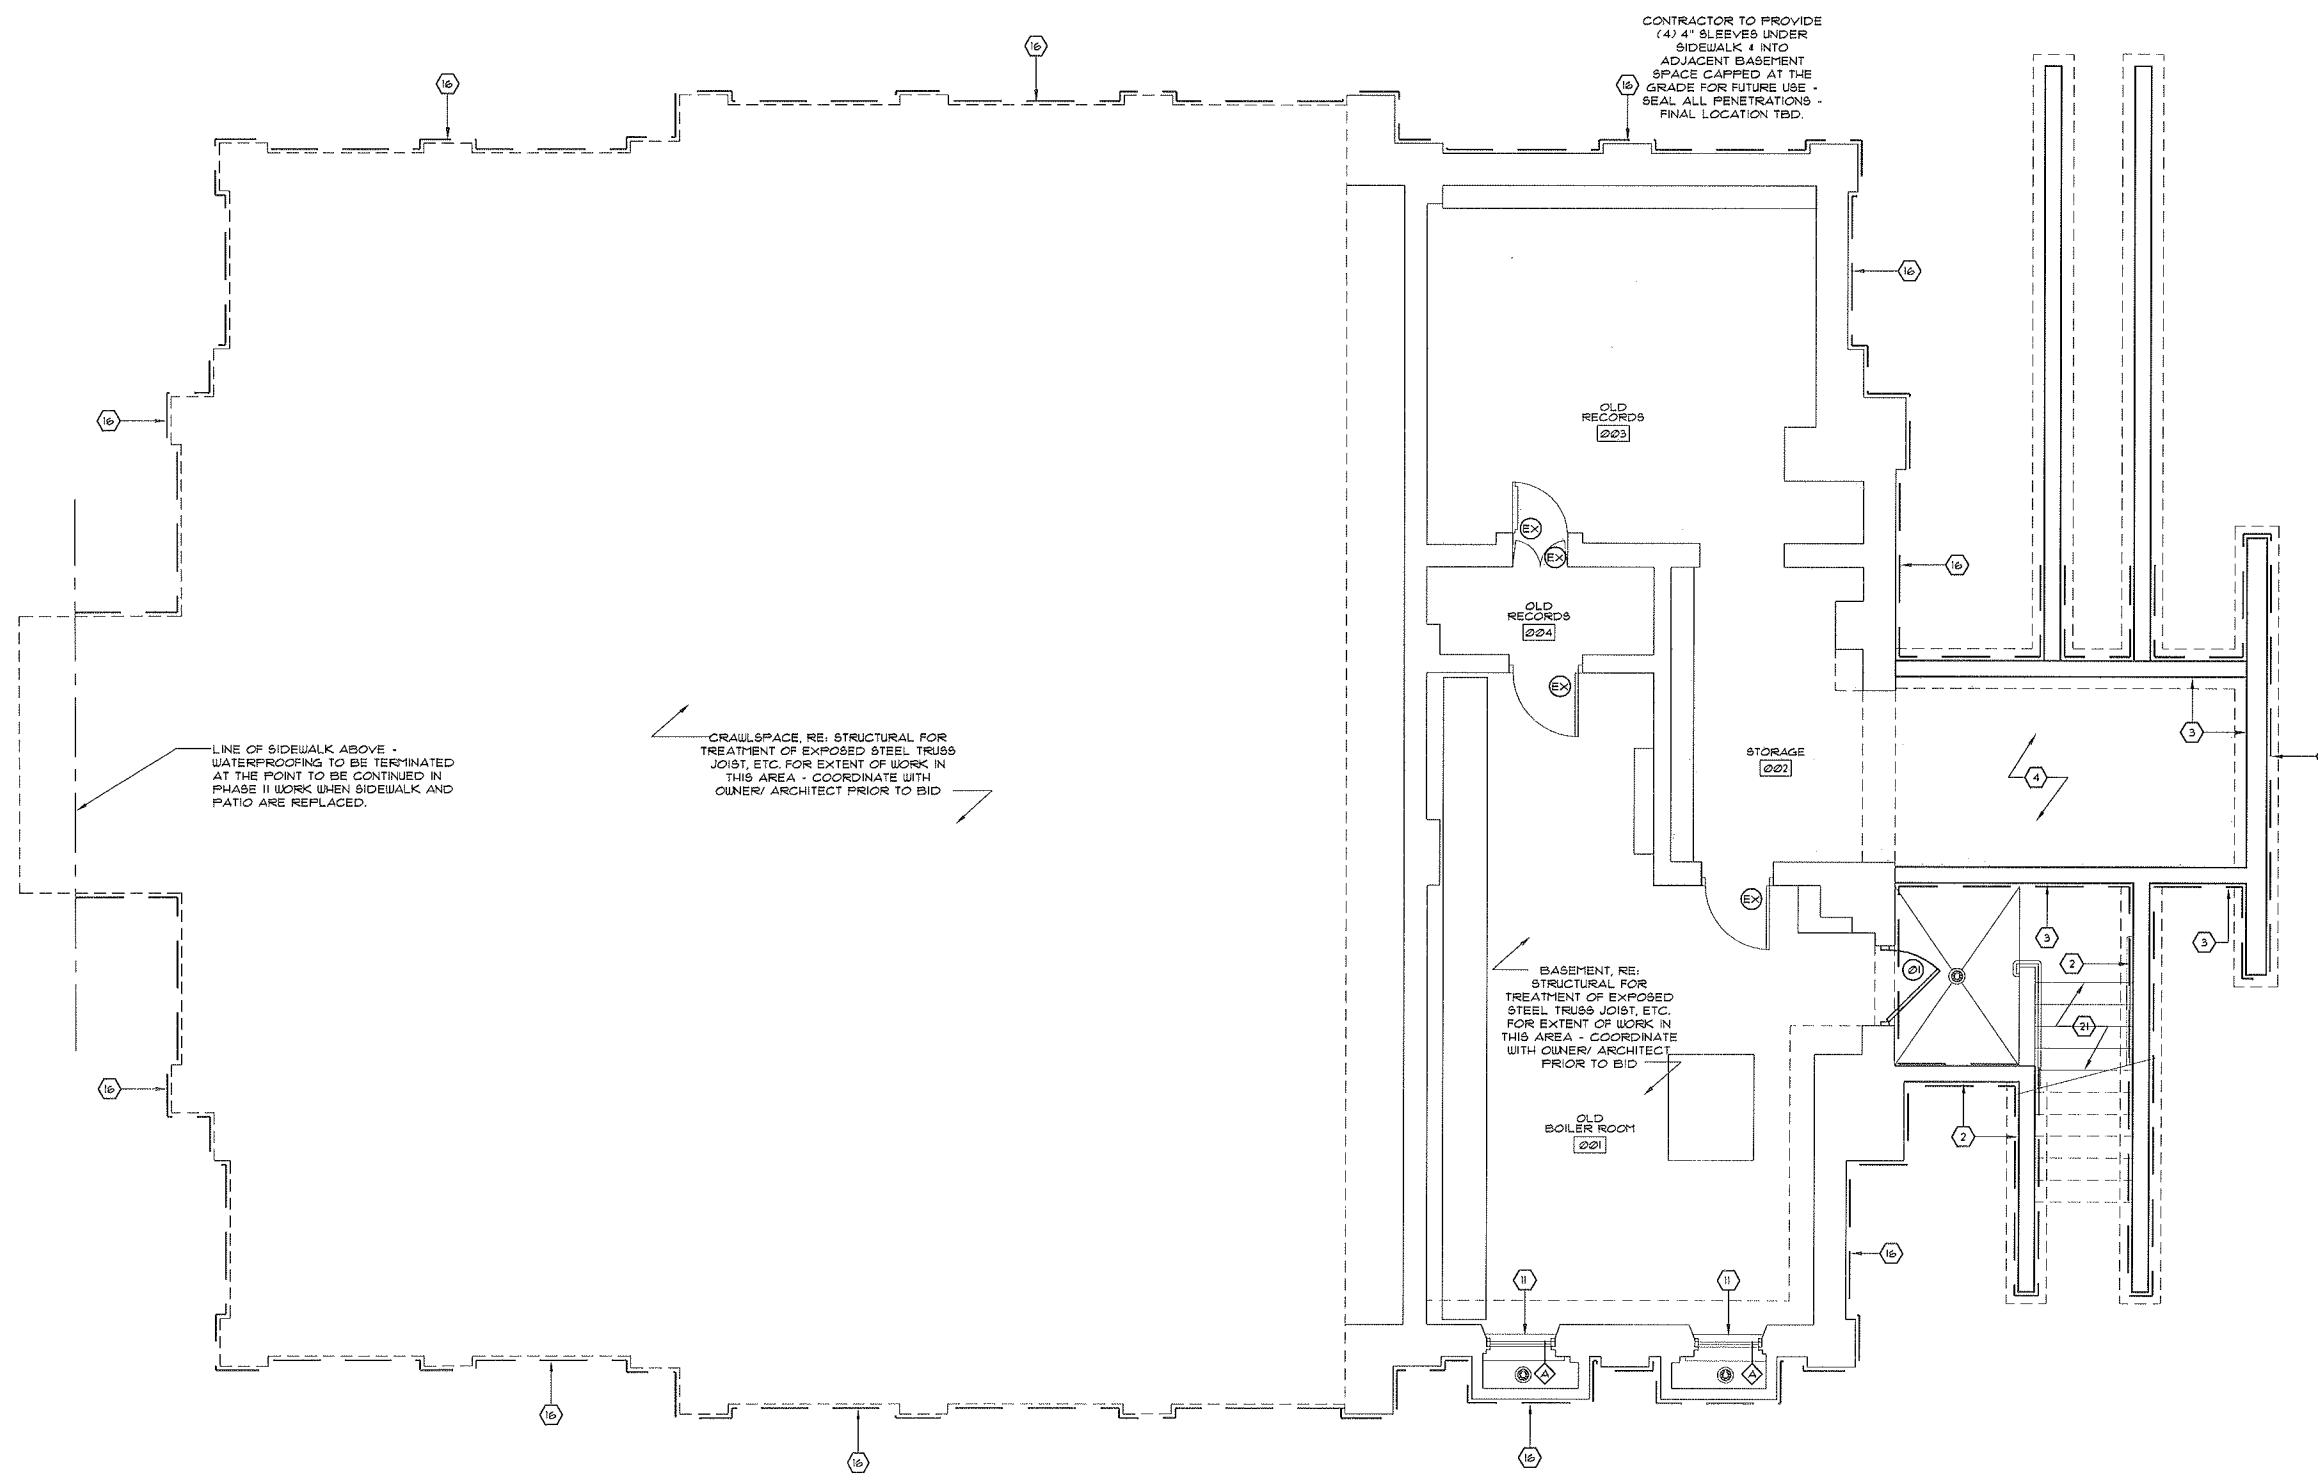 CONTRACTOR TO PROVIDE
(4) 4" SLEEVES UNDER
SIDEWALK & INTO
ADJACENT BASEMENT
SPACE CAPPED AT THE
GRADE FOR FUTURE USE -
SEAL ALL PENETRATIONS -
FINAL LOCATION TBD.
16
16
16
16
16
16
OLD
RECORDS
003
EX
EX
OLD
RECORDS
004
EX
STORAGE
002
3
4
LINE OF SIDEWALK ABOVE -
WATERPROOFING TO BE TERMINATED
AT THE POINT TO BE CONTINUED IN
PHASE II WORK WHEN SIDEWALK AND
PATIO ARE REPLACED.
CRAWLSPACE, RE: STRUCTURAL FOR
TREATMENT OF EXPOSED STEEL TRUSS
JOIST, ETC. FOR EXTENT OF WORK IN
THIS AREA - COORDINATE WITH
OWNER/ ARCHITECT PRIOR TO BID
EX
3
3
2
01
21
BASEMENT, RE:
STRUCTURAL FOR
TREATMENT OF EXPOSED
STEEL TRUSS JOIST, ETC.
FOR EXTENT OF WORK IN
THIS AREA - COORDINATE
WITH OWNER/ ARCHITECT
PRIOR TO BID
OLD
BOILER ROOM
001
2
16
16
11
11
A
A
16
16
16